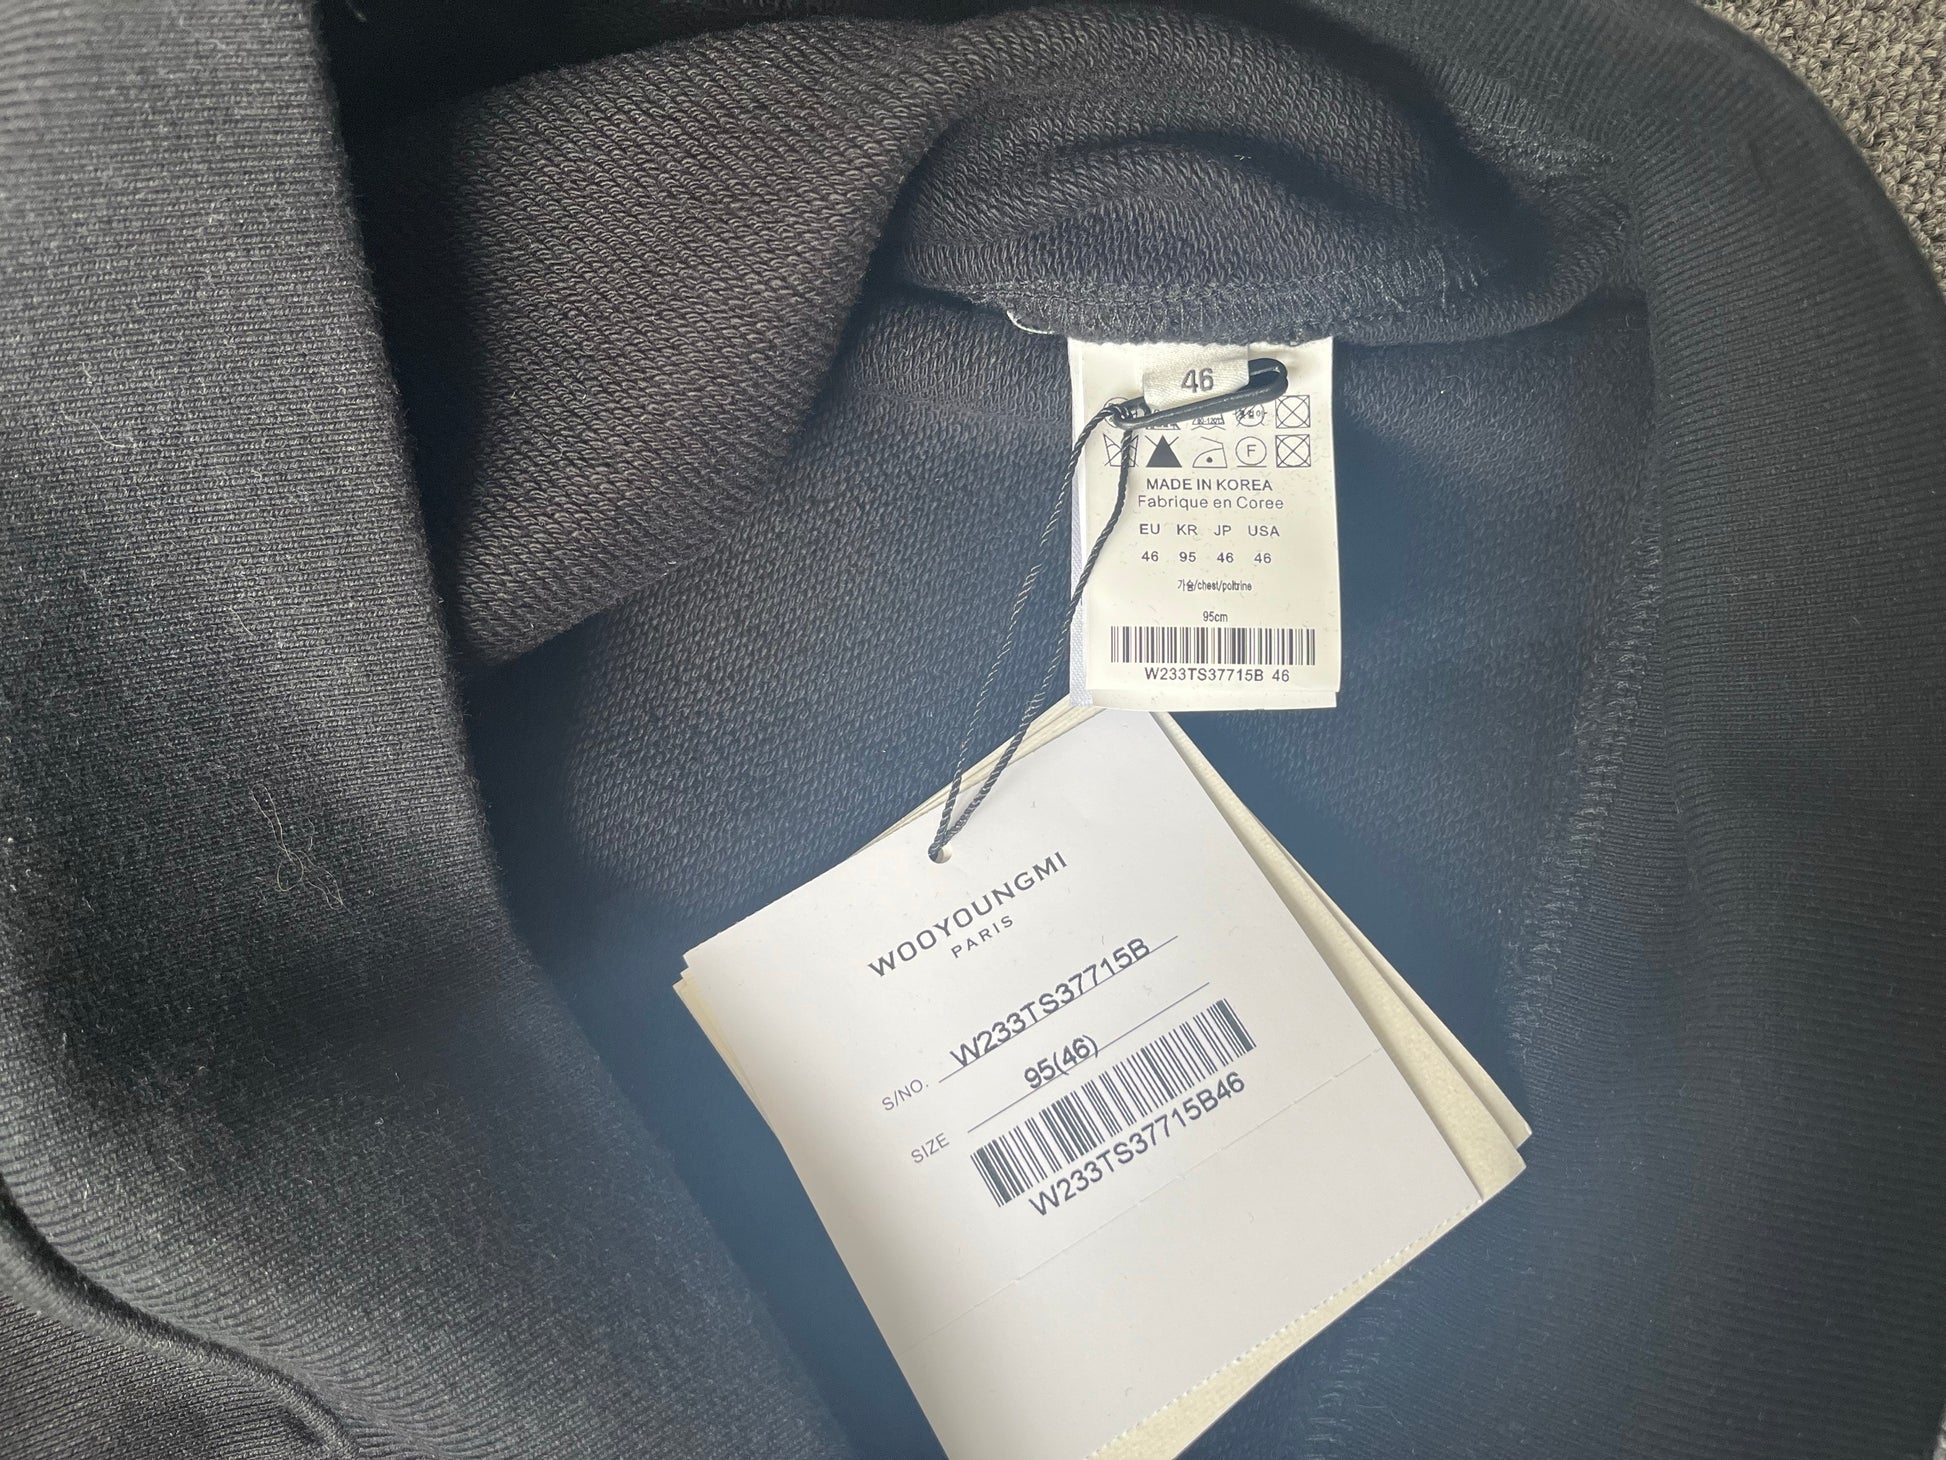 46
F
MADE IN KOREA
Fabrique en Coree
EU KR JP USA
46 95 46 46
가슴/chest/poitrine
95cm
W233TS37715B 46
WOOYOUNGMI
PARIS
S/NO. W233TS37715B
SIZE 95(46)
W233TS37715B46